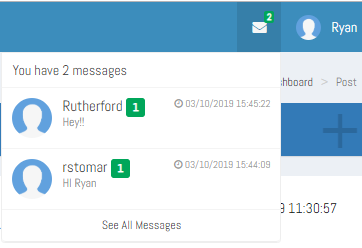 2
Ryan
You have 2 messages
shboard > Post
Rutherford 1
03/10/2019 15:45:22
Hey!!
rstomar 1
03/10/2019 15:44:09
HI Ryan
9 11:30:57
See All Messages